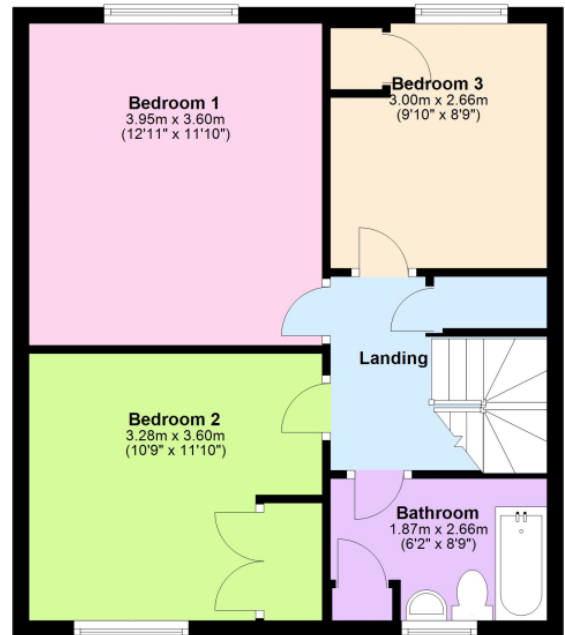 Bedroom 1
3.95m x 3.60m
(12'11" x 11'10")
Bedroom 3
3.00m x 2.66m
(9'10" x 8'9")
Landing
Bedroom 2
3.28m x 3.60m
(10'9" x 11'10")
Bathroom
1.87m x 2.66m
(6'2" x 8'9")